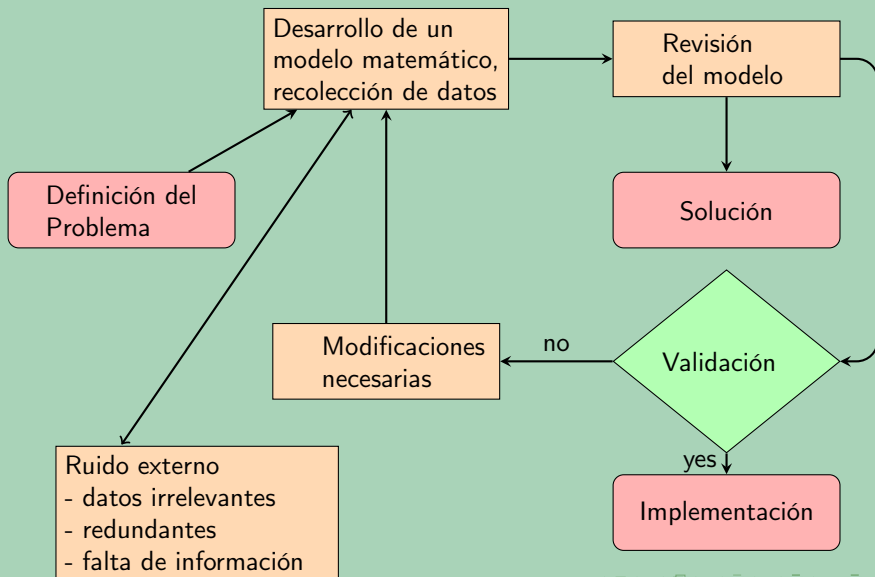 Desarrollo de un
modelo matemático,
recolección de datos
Revisión
del modelo
Definición del
Problema
Solución
Modificaciones
necesarias
no
Validación
yes
Ruido externo
- datos irrelevantes
- redundantes
- falta de información
Implementación